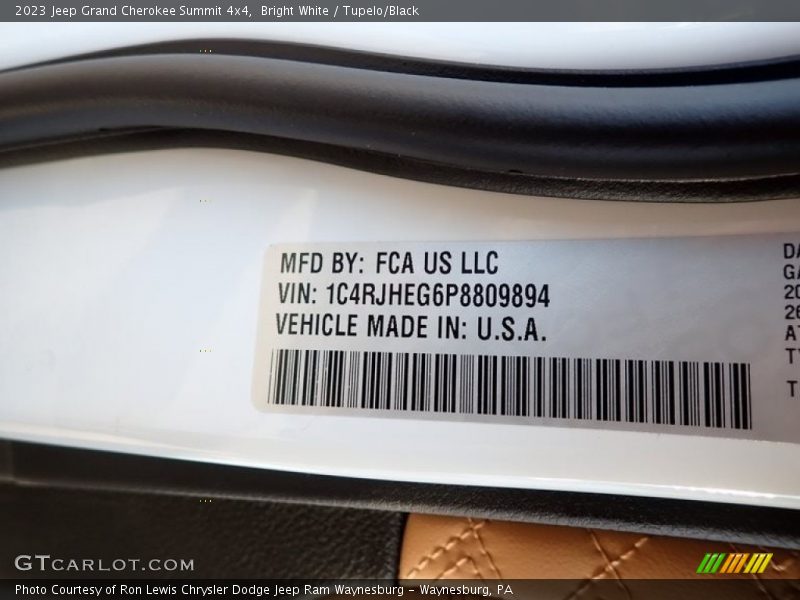 2023 Jeep Grand Cherokee Summit 4x4, Bright White / Tupelo/Black
MFD BY: FCA US LLC
VIN: 1C4RJHEG6P8809894
VEHICLE MADE IN: U.S.A.
GTCARLOT.COM
Photo Courtesy of Ron Lewis Chrysler Dodge Jeep Ram Waynesburg - Waynesburg, PA